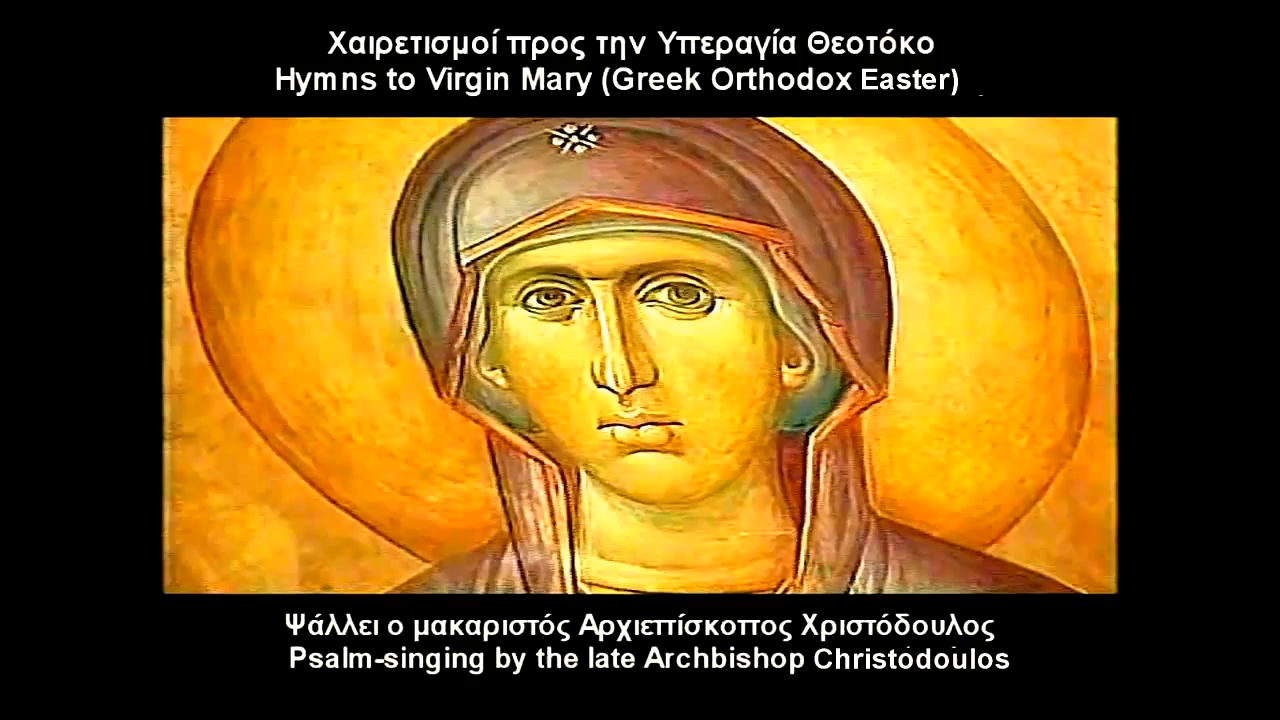 Χαιρετισμοί προς την Υπεραγία Θεοτόκο
Hymns to Virgin Mary (Greek Orthodox Easter)
Ψάλλει ο μακαριστός Αρχιεπίσκοπος Χριστόδουλος
Psalm-singing by the late Archbishop Christodoulos